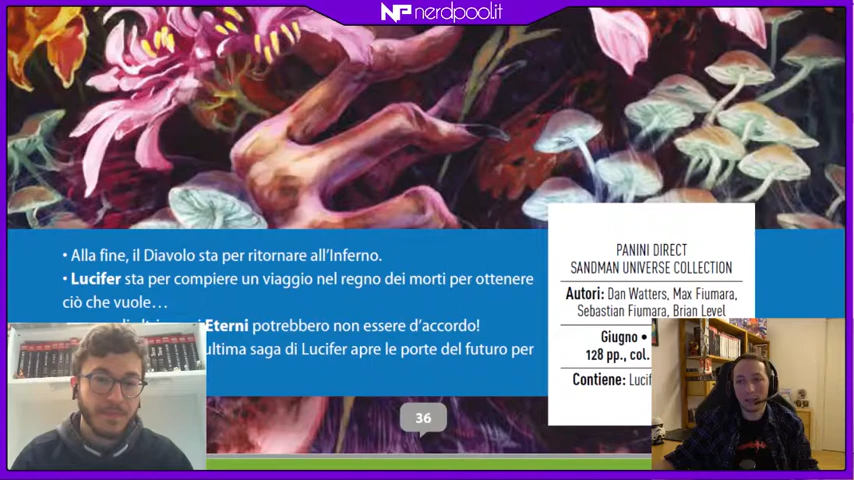 NP nerdpool.it
• Alla fine, il Diavolo sta per ritornare all'Inferno.
• Lucifer sta per compiere un viaggio nel regno dei morti per ottenere
ciò che vuole…
Eterni potrebbero non essere d'accordo!
ultima saga di Lucifer apre le porte del futuro per
36
PANINI DIRECT
SANDMAN UNIVERSE COLLECTION
Autori: Dan Watters, Max Fiumara,
Sebastian Fiumara, Brian Level
Giugno •
128 pp., col.
Contiene: Lucif